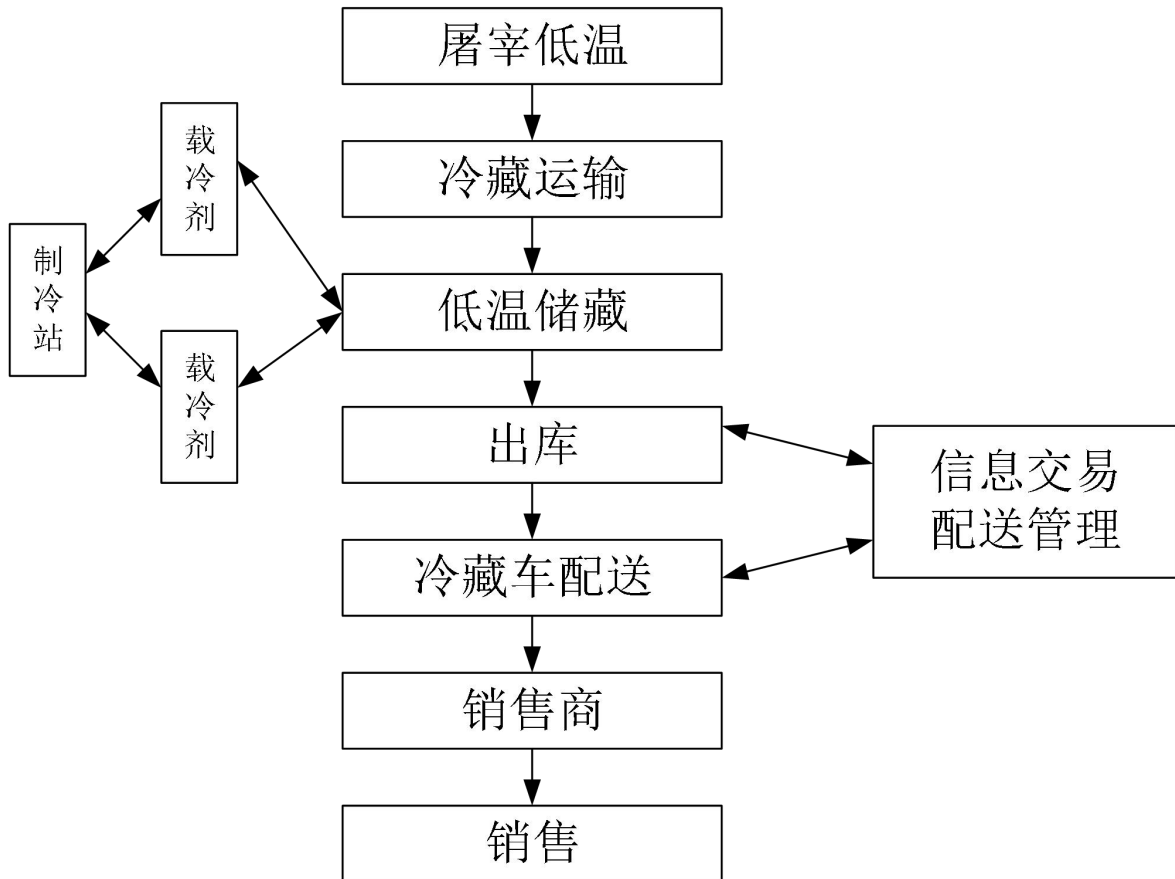 屠宰低温
载冷剂
冷藏运输
制冷站
低温储藏
载冷剂
出库
信息交易
配送管理
冷藏车配送
销售商
销售